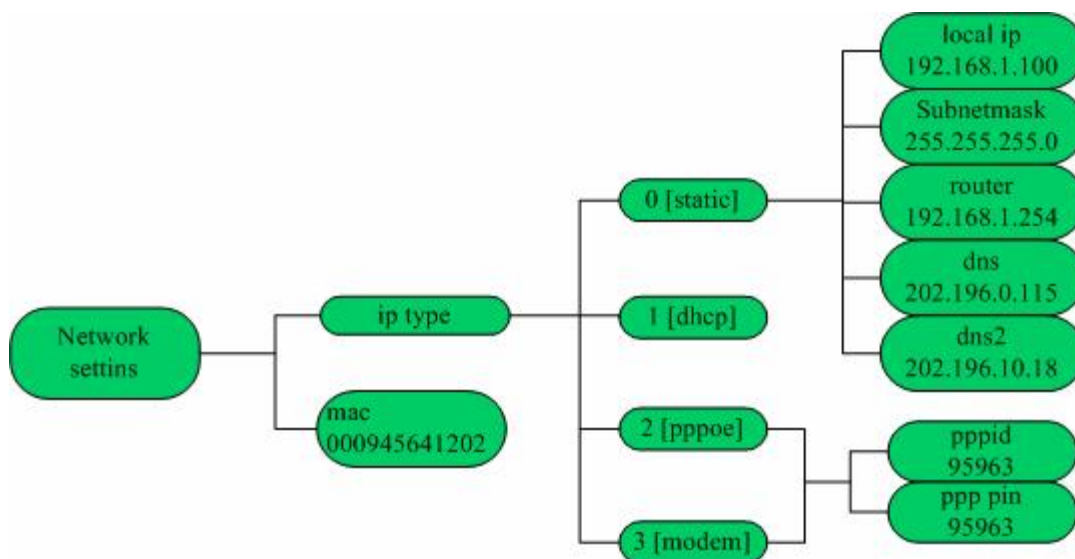 Network
settins
ip type
mac
000945641202
0 [static]
1 [dhcp]
2 [pppoe]
3 [modem]
local ip
192.168.1.100
Subnetmask
255.255.255.0
router
192.168.1.254
dns
202.196.0.115
dns2
202.196.10.18
pppid
95963
ppp pin
95963